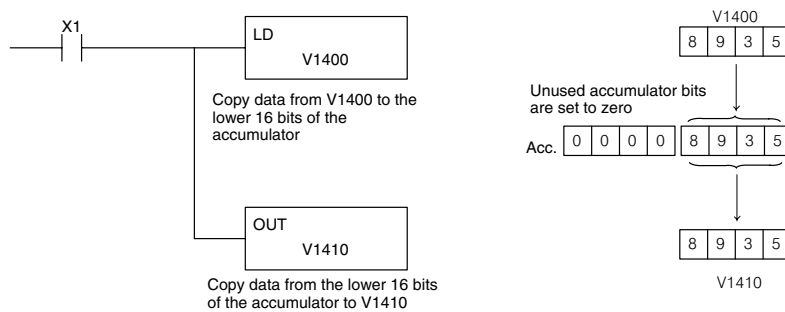 X1
LD
V1400
Copy data from V1400 to the
lower 16 bits of the
accumulator
OUT
V1410
Copy data from the lower 16 bits
of the accumulator to V1410
V1400
8 9 3 5
Unused accumulator bits
are set to zero
Acc. 0 0 0 0 8 9 3 5
8 9 3 5
V1410